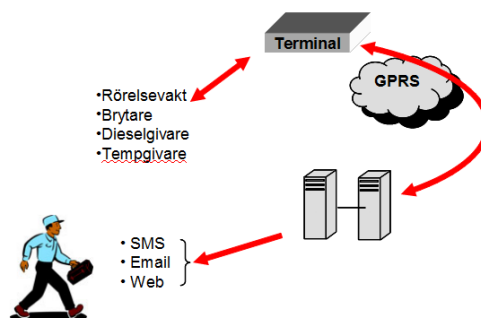 Terminal
GPRS
•Rörelsevakt
•Brytare
•Dieselgivare
•Tempgivare
• SMS
• Email
• Web